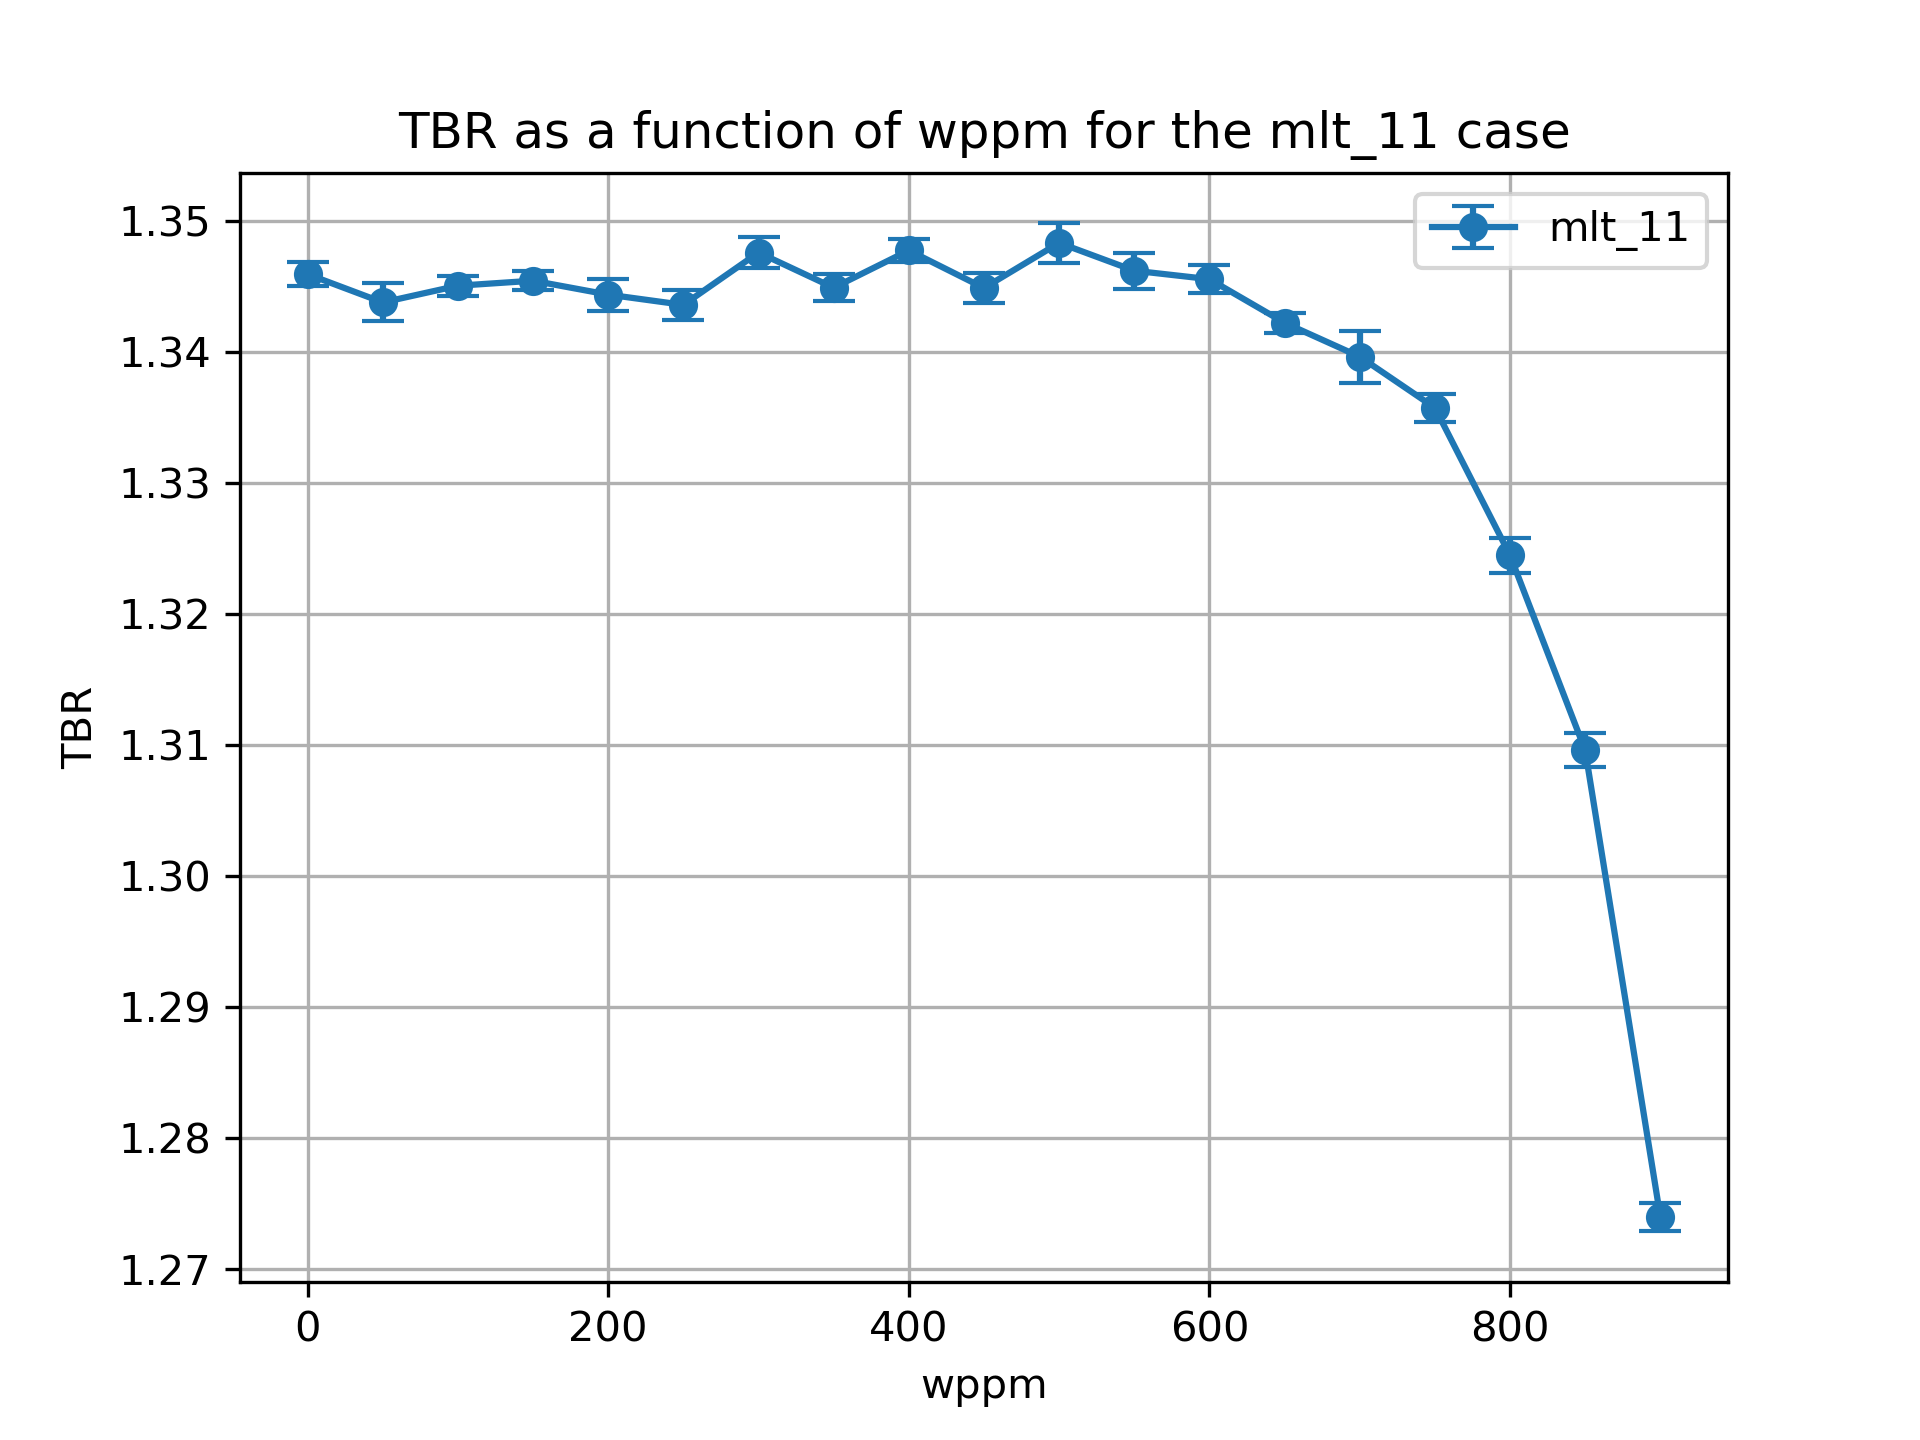 TBR as a function of wppm for the mlt_11 case
mlt_11
1.35
1.34
1.33
1.32
1.31
1.30
1.29
1.28
1.27
TBR
0 200 400 600 800
wppm